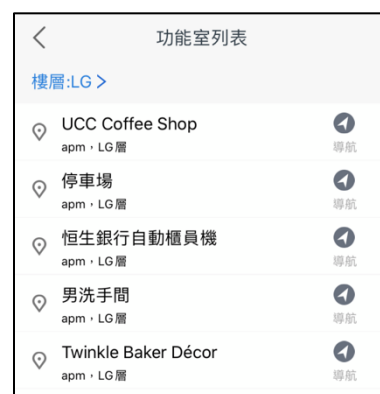 功能室列表
樓層:LG >
UCC Coffee Shop
apm，LG層
導航
停車場
apm，LG層
導航
恒生銀行自動櫃員機
apm，LG層
導航
男洗手間
apm，LG層
導航
Twinkle Baker Décor
apm，LG層
導航